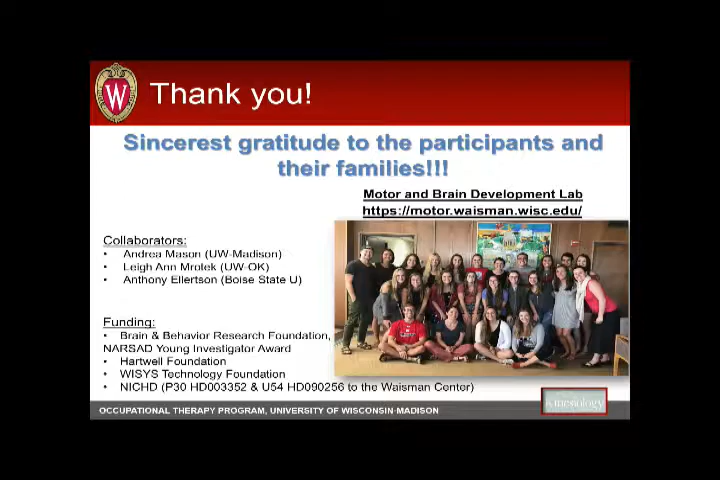 W
Thank you!
Sincerest gratitude to the participants and
their families!!!
Motor and Brain Development Lab
https://motor.waisman.wisc.edu/
Collaborators:
• Andrea Mason (UW-Madison)
• Leigh Ann Mrotek (UW-OK)
• Anthony Ellertson (Boise State U)
Funding:
• Brain & Behavior Research Foundation,
NARSAD Young Investigator Award
• Hartwell Foundation
• WISYS Technology Foundation
• NICHD (P30 HD003352 & U54 HD090256 to the Waisman Center)
OCCUPATIONAL THERAPY PROGRAM, UNIVERSITY OF WISCONSIN-MADISON
Kinesiology